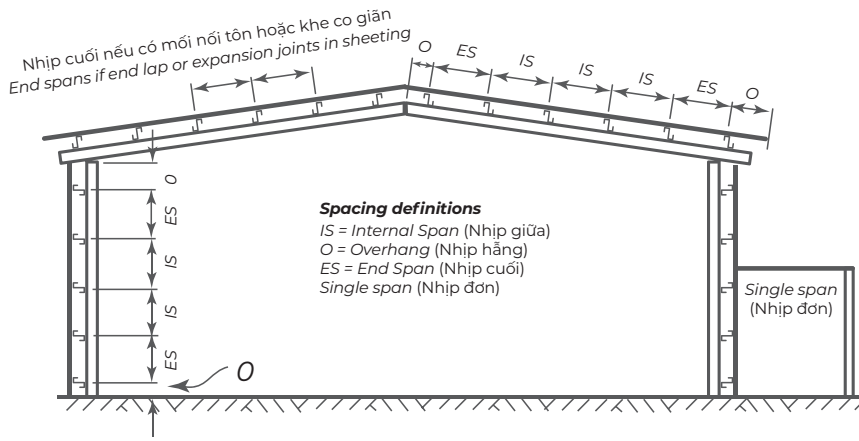 Nhịp cuối nếu có mối nối tôn hoặc khe co giãn
End spans if end lap or expansion joints in sheeting
O
ES
IS
IS
IS
ES
O
O
ES
IS
IS
ES
O
Spacing definitions
IS = Internal Span (Nhịp giữa)
O = Overhang (Nhịp hẫng)
ES = End Span (Nhịp cuối)
Single span (Nhịp đơn)
Single span
(Nhịp đơn)